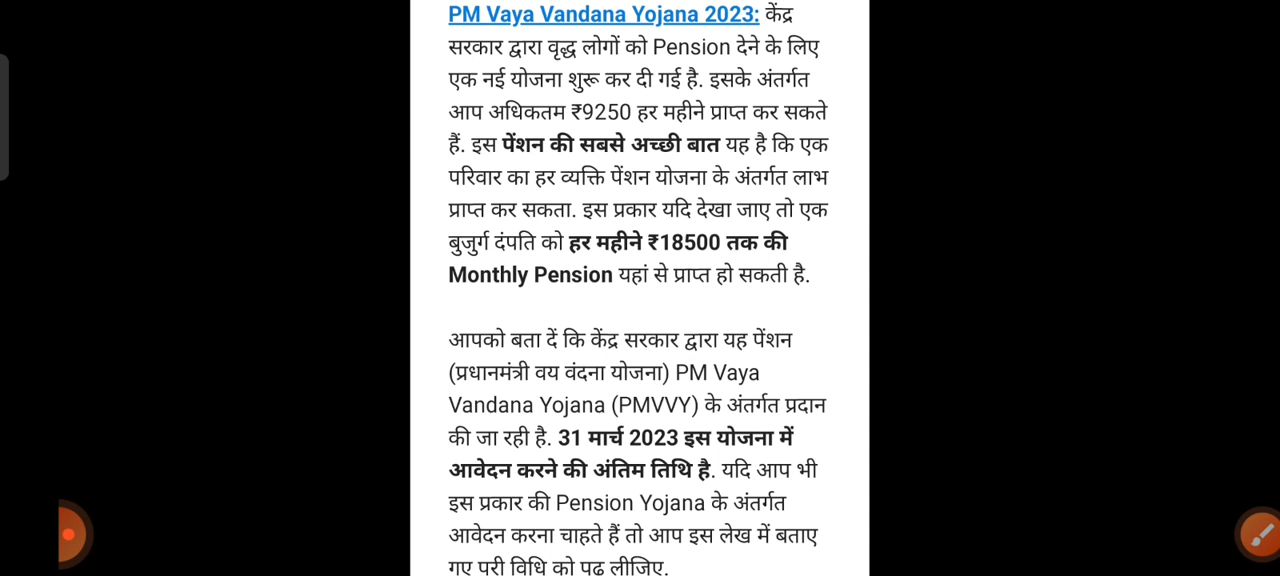 PM Vaya Vandana Yojana 2023: केंद्र
सरकार द्वारा वृद्ध लोगों को Pension देने के लिए
एक नई योजना शुरू कर दी गई है. इसके अंतर्गत
आप अधिकतम ₹9250 हर महीने प्राप्त कर सकते
हैं. इस पेंशन की सबसे अच्छी बात यह है कि एक
परिवार का हर व्यक्ति पेंशन योजना के अंतर्गत लाभ
प्राप्त कर सकता. इस प्रकार यदि देखा जाए तो एक
बुजुर्ग दंपति को हर महीने ₹18500 तक की
Monthly Pension यहां से प्राप्त हो सकती है.
आपको बता दें कि केंद्र सरकार द्वारा यह पेंशन
(प्रधानमंत्री वय वंदना योजना) PM Vaya
Vandana Yojana (PMVVY) के अंतर्गत प्रदान
की जा रही है. 31 मार्च 2023 इस योजना में
आवेदन करने की अंतिम तिथि है. यदि आप भी
इस प्रकार की Pension Yojana के अंतर्गत
आवेदन करना चाहते हैं तो आप इस लेख में बताए
गए पूरी विधि को पढ़ लीजिए.